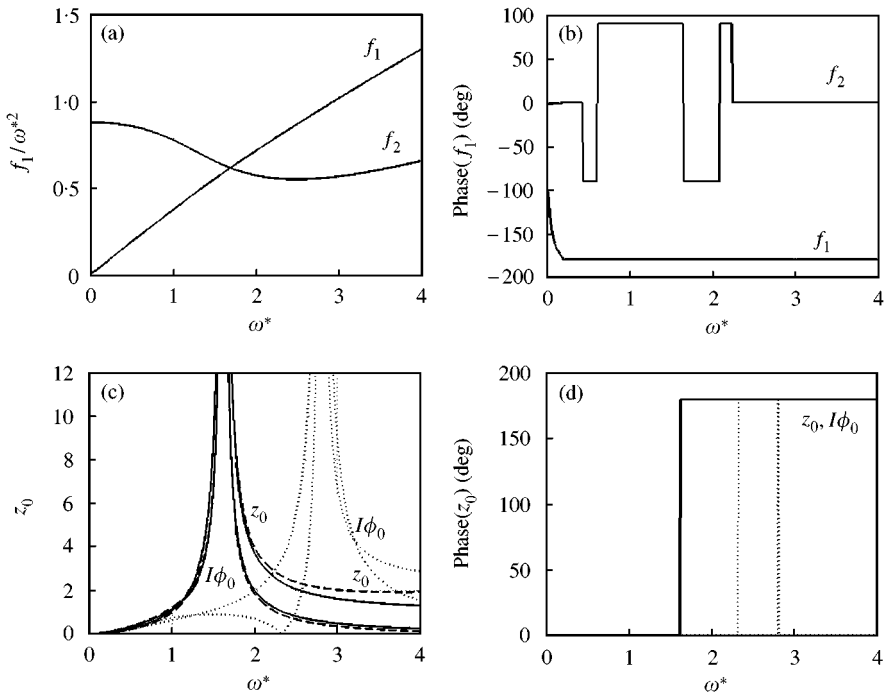 1·5
(a)
f₁
1·0
f₁/ω*²
f₂
0·5
0
0
1
2
3
4
ω*
100
(b)
50
f₂
0
Phase(f₁) (deg)
−50
−100
−150
f₁
−200
0
1
2
3
4
ω*
12
(c)
10
8
z₀
6
z₀
Iϕ₀
4
Iϕ₀
z₀
2
0
0
1
2
3
4
ω*
200
(d)
z₀, Iϕ₀
150
Phase(z₀) (deg)
100
50
0
0
1
2
3
4
ω*